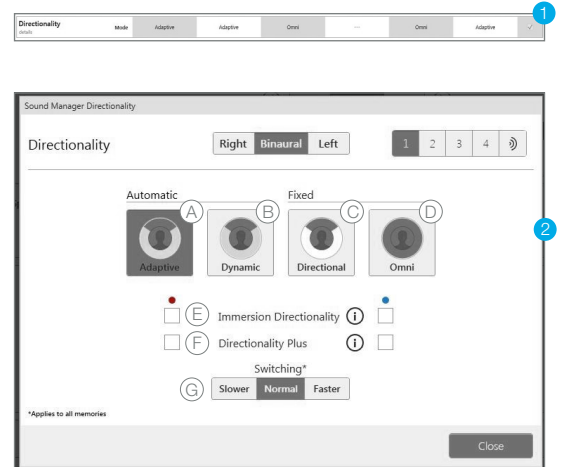 1
Directionality Mode Adaptive Adaptive Omni --- Omni Adaptive
details
Sound Manager Directionality
Directionality Right Binaural Left 1 2 3 4
2
Automatic Fixed
A B C D
Adaptive Dynamic Directional Omni
E Immersion Directionality i
F Directionality Plus i
Switching*
G Slower Normal Faster
*Applies to all memories
Close